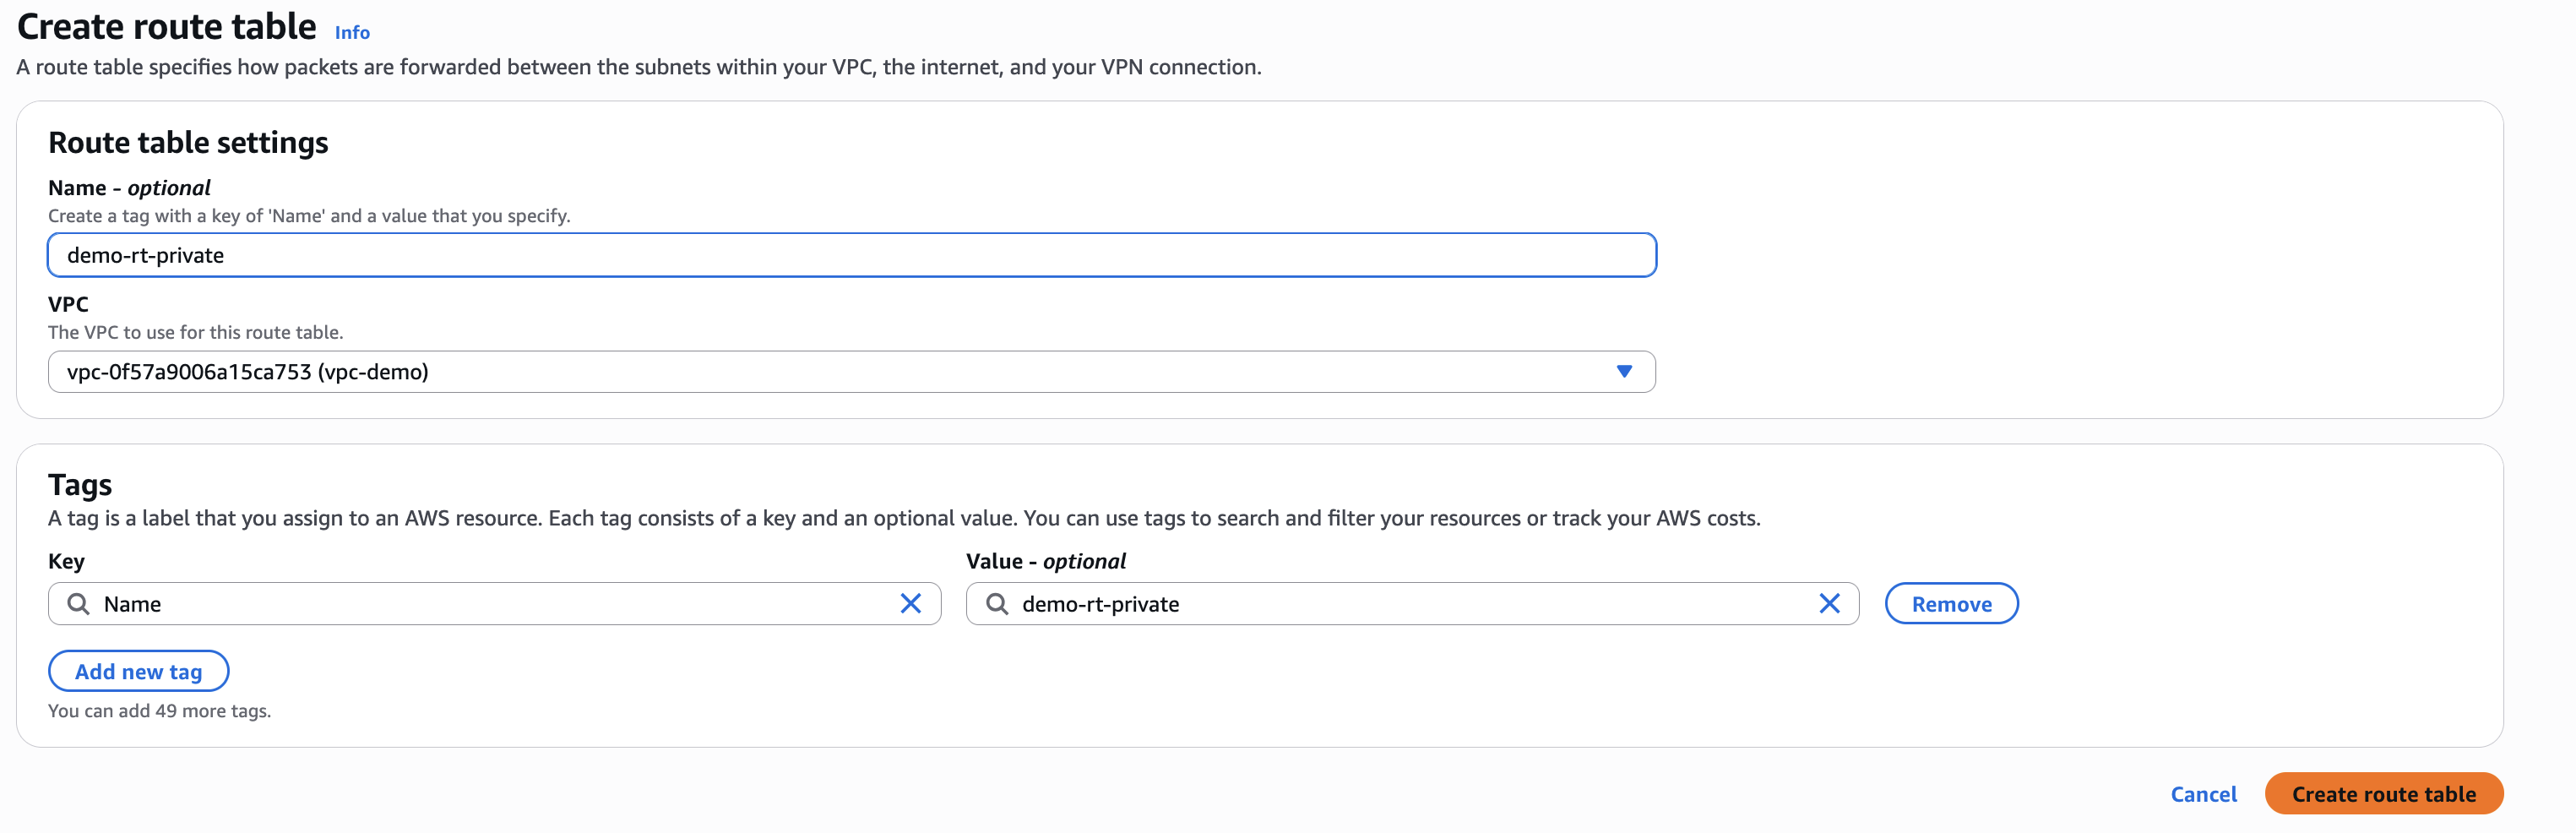 Create route table Info
A route table specifies how packets are forwarded between the subnets within your VPC, the internet, and your VPN connection.
Route table settings
Name - optional
Create a tag with a key of 'Name' and a value that you specify.
demo-rt-private
VPC
The VPC to use for this route table.
vpc-0f57a9006a15ca753 (vpc-demo)
Tags
A tag is a label that you assign to an AWS resource. Each tag consists of a key and an optional value. You can use tags to search and filter your resources or track your AWS costs.
Key Value - optional
Name demo-rt-private Remove
Add new tag
You can add 49 more tags.
Cancel Create route table